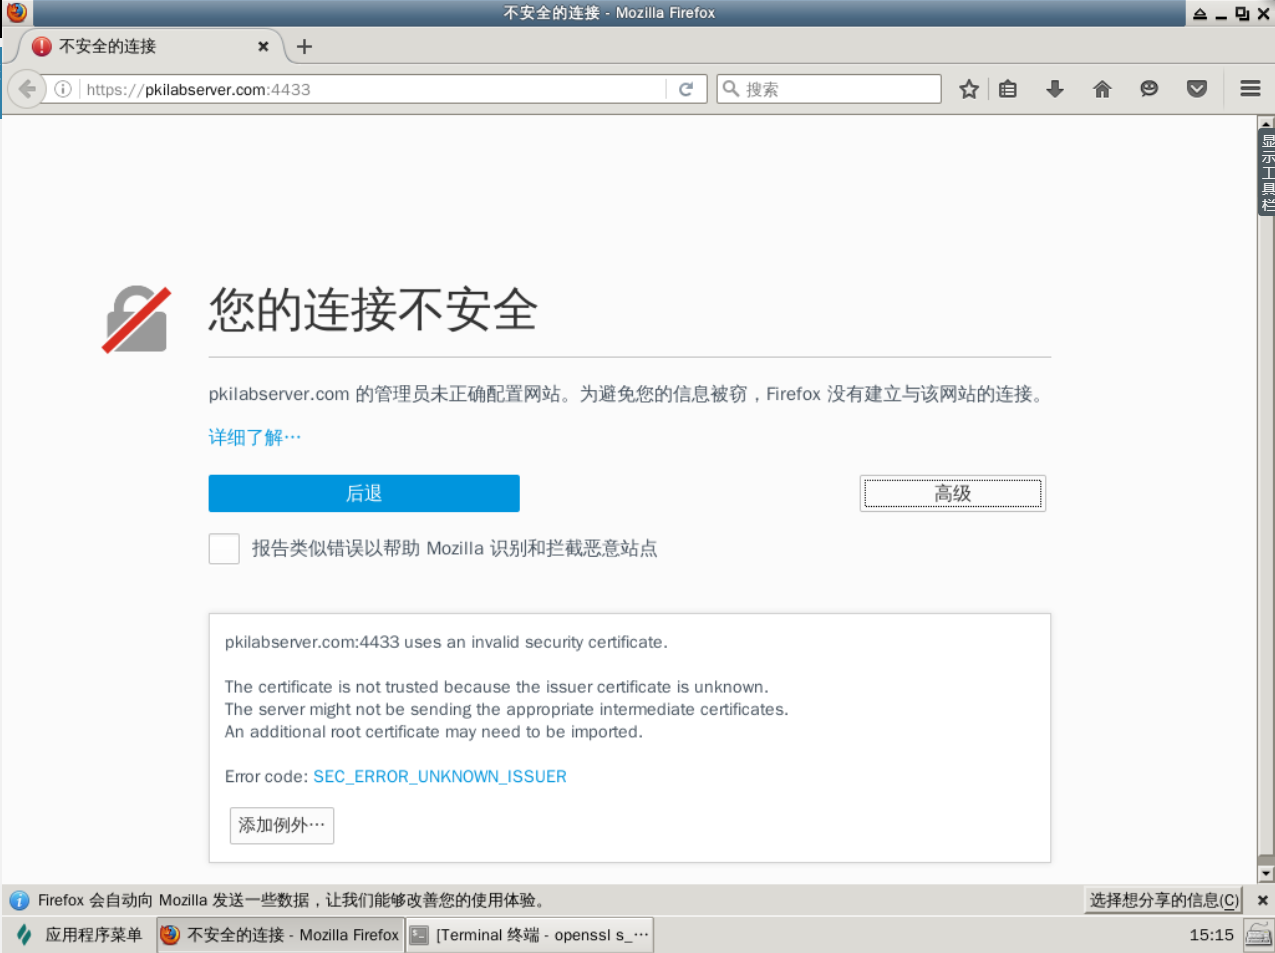 不安全的连接 - Mozilla Firefox
不安全的连接
https://pkilabserver.com:4433
搜索
显示工具栏
您的连接不安全
pkilabserver.com 的管理员未正确配置网站。为避免您的信息被窃，Firefox 没有建立与该网站的连接。
详细了解…
后退
高级
报告类似错误以帮助 Mozilla 识别和拦截恶意站点
pkilabserver.com:4433 uses an invalid security certificate.
The certificate is not trusted because the issuer certificate is unknown.
The server might not be sending the appropriate intermediate certificates.
An additional root certificate may need to be imported.
Error code: SEC_ERROR_UNKNOWN_ISSUER
添加例外…
Firefox 会自动向 Mozilla 发送一些数据，让我们能够改善您的使用体验。
选择想分享的信息(C)
应用程序菜单
不安全的连接 - Mozilla Firefox
[Terminal 终端 - openssl s_…
15:15